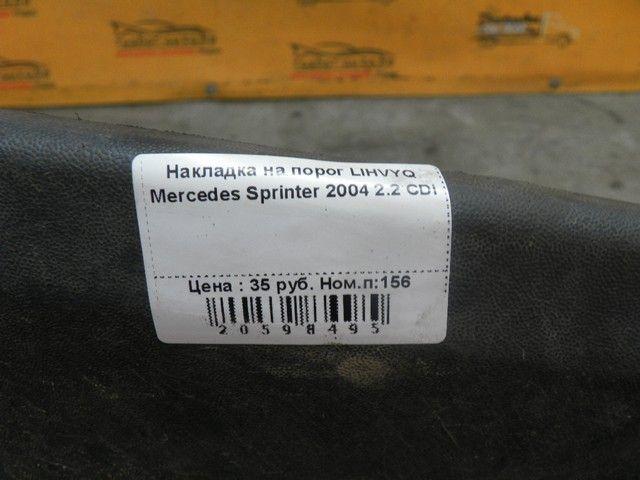 Накладка на порог LIHVYQ
Mercedes Sprinter 2004 2.2 CDI
Цена : 35 руб. Ном.п:156
20598495